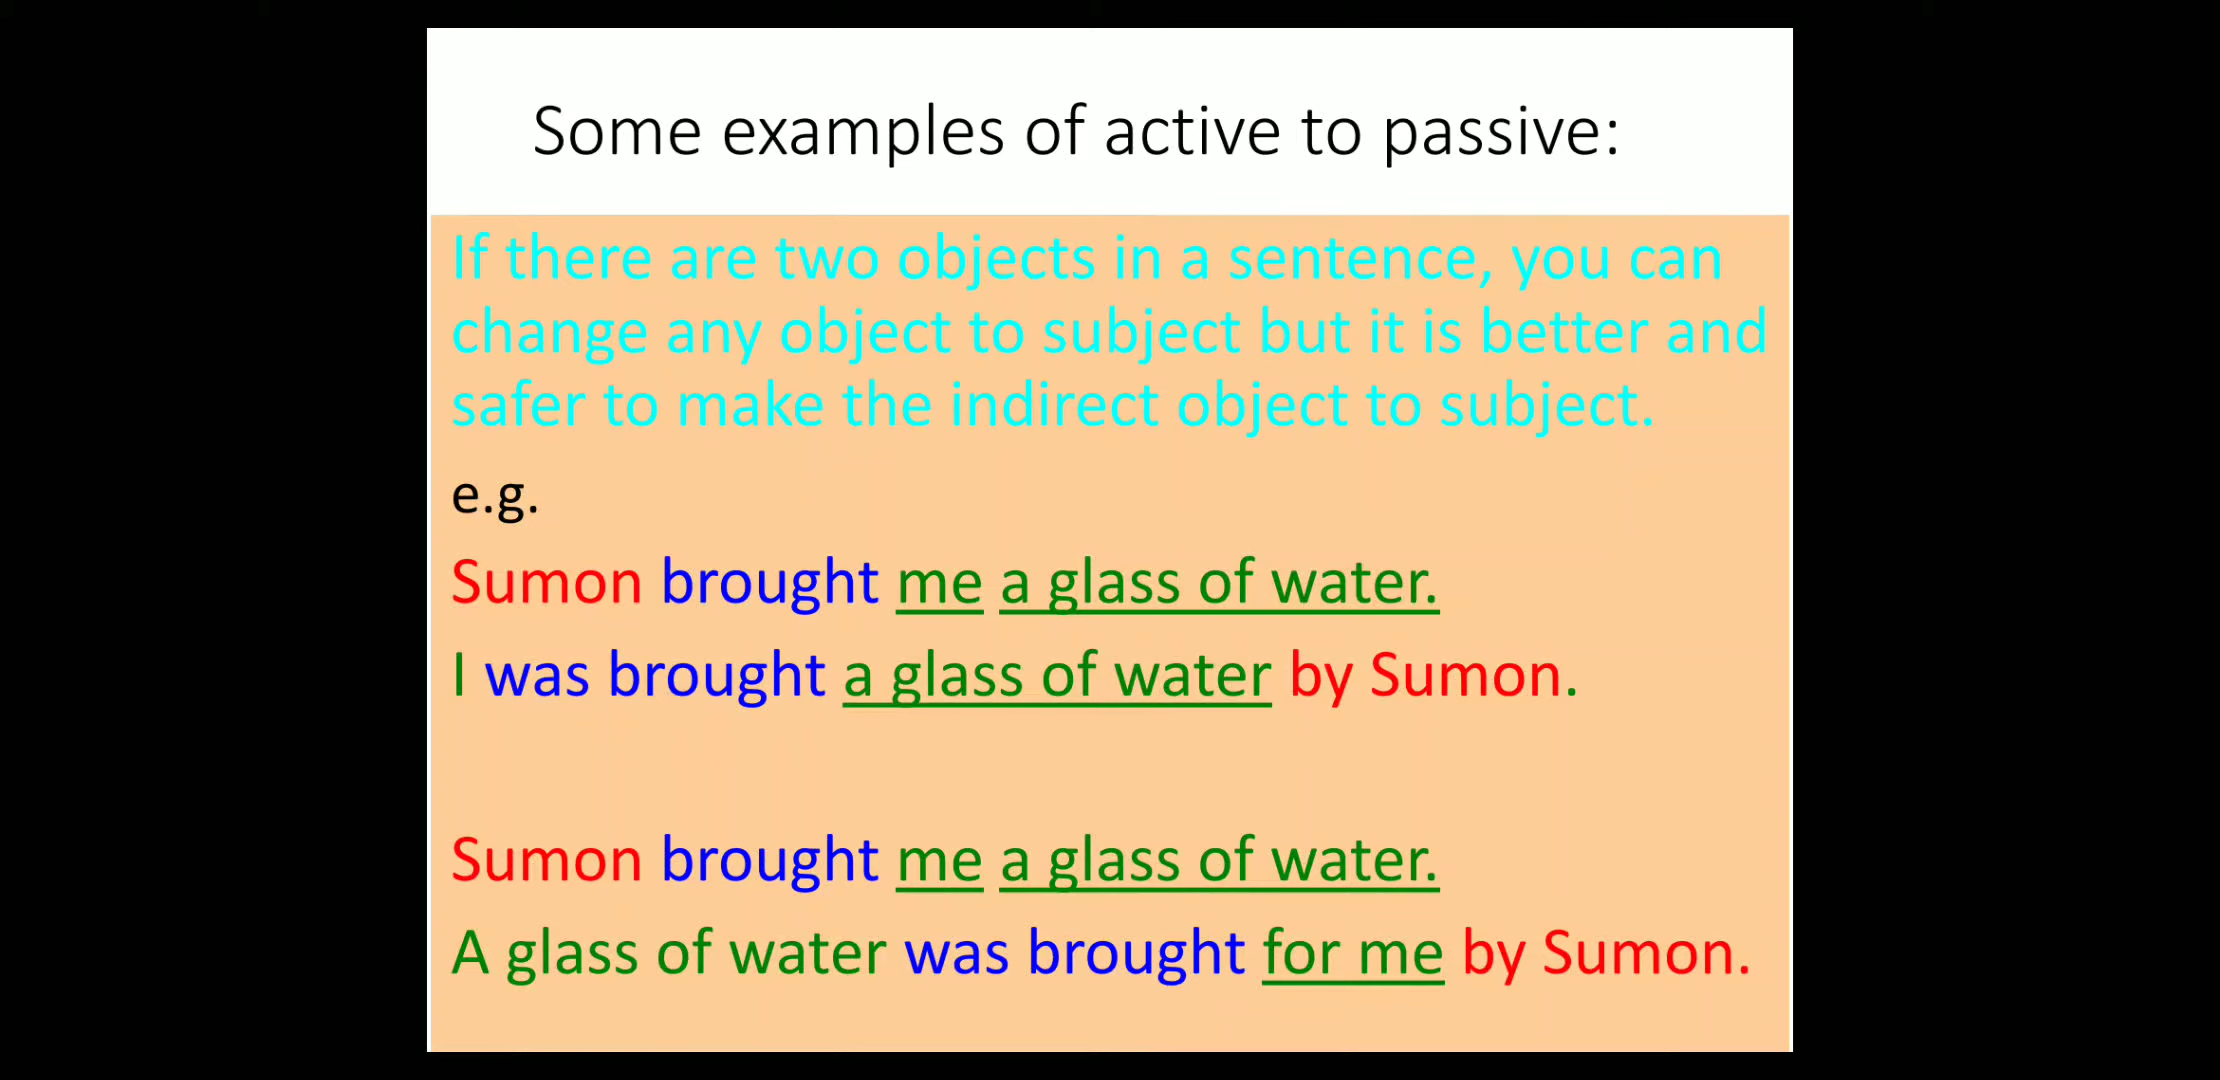 Some examples of active to passive:
If there are two objects in a sentence, you can
change any object to subject but it is better and
safer to make the indirect object to subject.
e.g.
Sumon brought me a glass of water.
I was brought a glass of water by Sumon.
Sumon brought me a glass of water.
A glass of water was brought for me by Sumon.